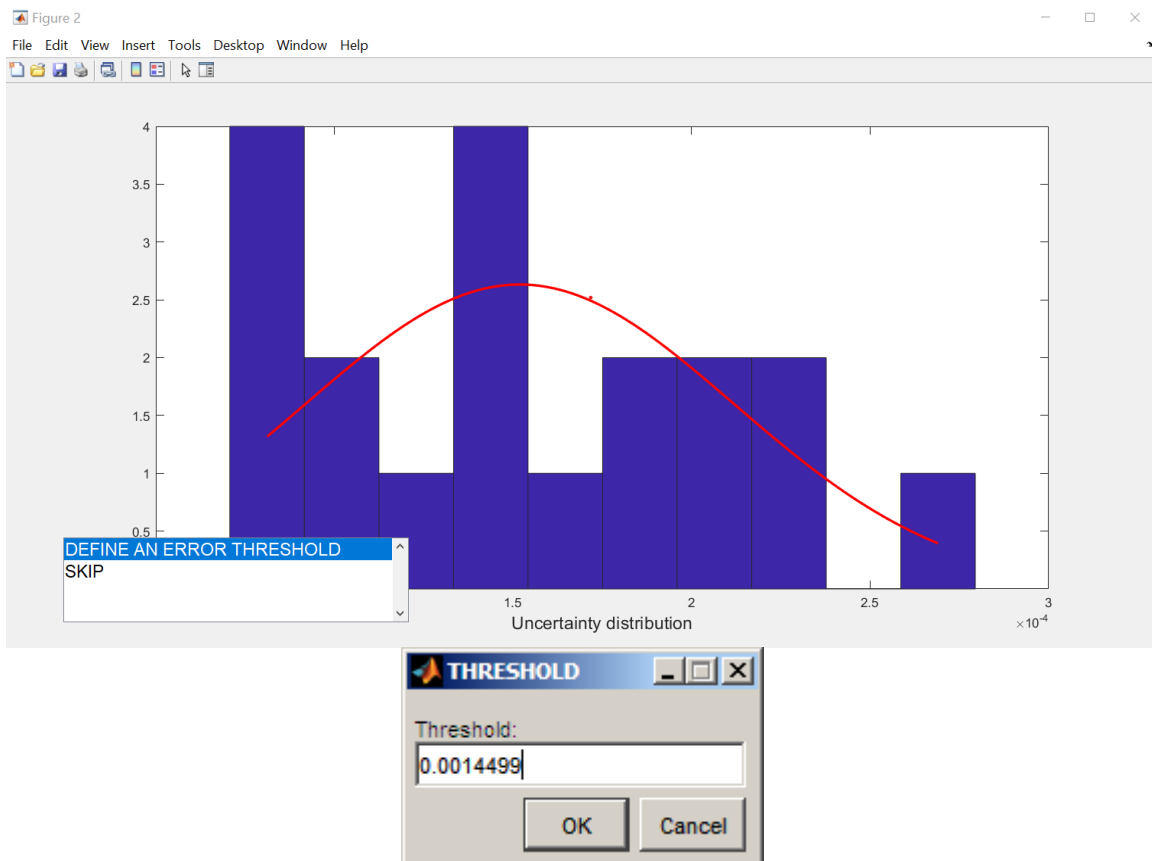 Figure 2
File Edit View Insert Tools Desktop Window Help
4
3.5
3
2.5
2
1.5
1
0.5
DEFINE AN ERROR THRESHOLD
SKIP
1.5 2 2.5 3
×10-4
Uncertainty distribution
THRESHOLD
Threshold:
0.0014499
OK Cancel